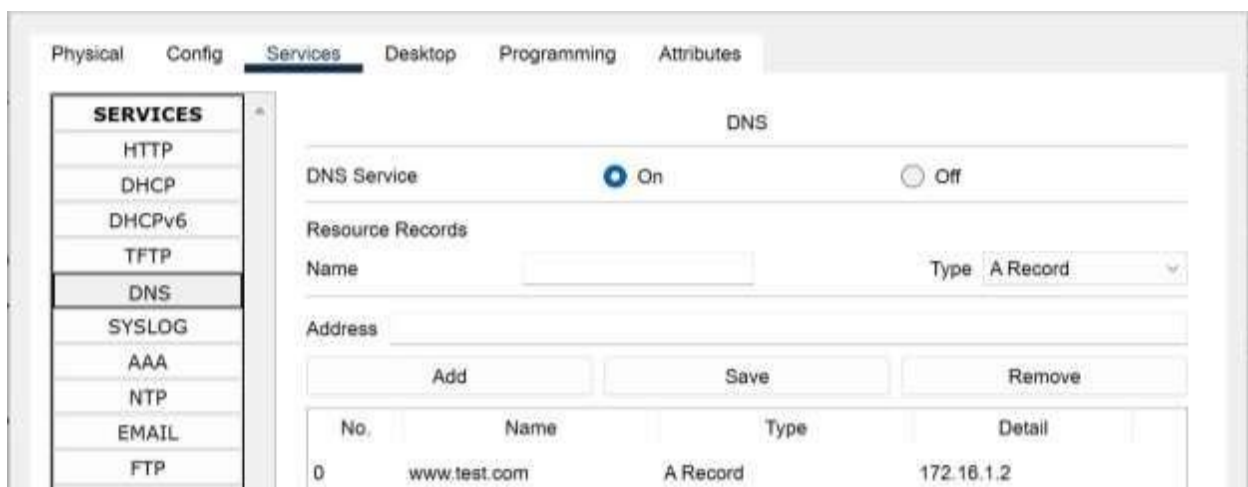 Physical Config Services Desktop Programming Attributes
SERVICES
HTTP
DHCP
DHCPv6
TFTP
DNS
SYSLOG
AAA
NTP
EMAIL
FTP
DNS
DNS Service On Off
Resource Records
Name Type A Record
Address
Add Save Remove
No. Name Type Detail
0 www.test.com A Record 172.16.1.2